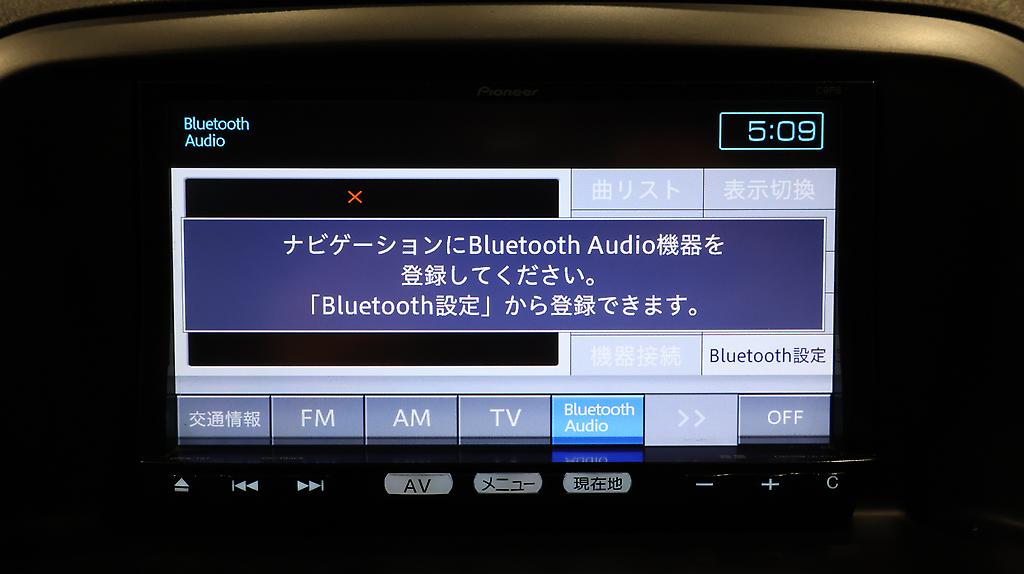 Pioneer
C9P6
Bluetooth
Audio
5:09
曲リスト
表示切換
ナビゲーションにBluetooth Audio機器を
登録してください。
「Bluetooth設定」から登録できます。
機器接続
Bluetooth設定
交通情報
FM
AM
TV
Bluetooth
Audio
>>
OFF
AV
メニュー
現在地
− + C